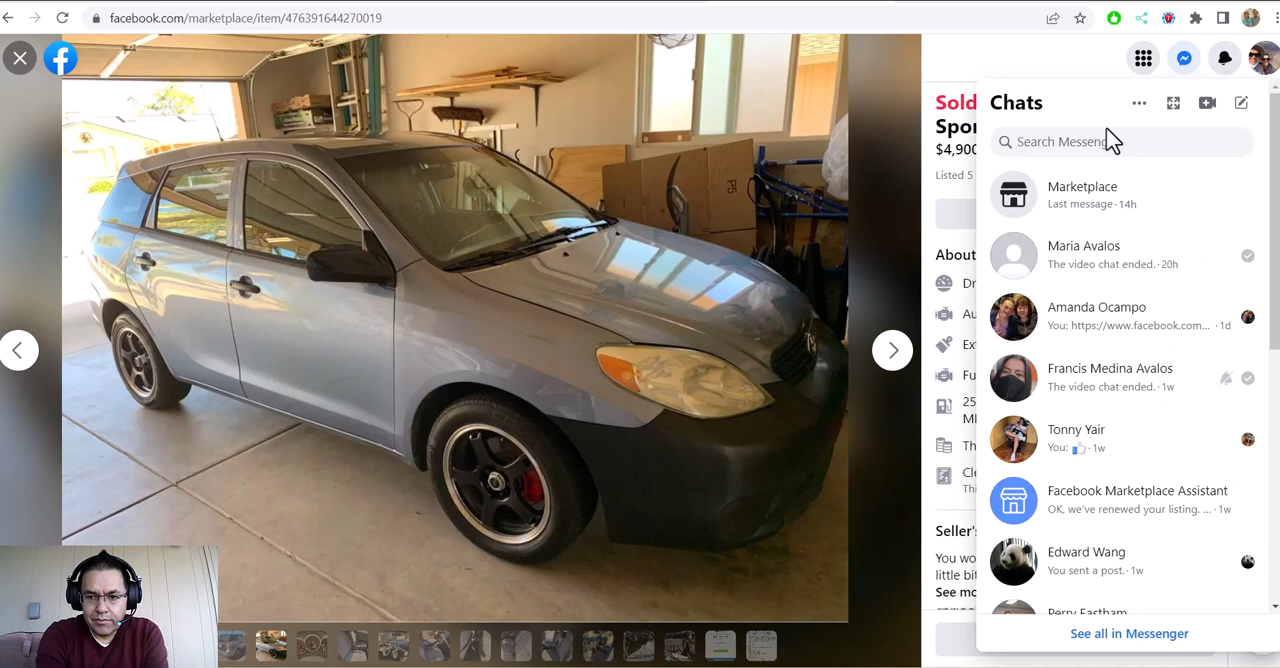 facebook.com/marketplace/item/476391644270019
Sold
Spor
$4,900
Listed 5
About
Dr
Au
Ex
Fu
25
M
Th
Cle
Thi
Seller's
You wo
little bit
See mo
Chats
Search Messeng
Marketplace
Last message · 14h
Maria Avalos
The video chat ended. · 20h
Amanda Ocampo
You: https://www.facebook.com... · 1d
Francis Medina Avalos
The video chat ended. · 1w
Tonny Yair
You: 👍 · 1w
Facebook Marketplace Assistant
OK, we've renewed your listing. ... · 1w
Edward Wang
You sent a post. · 1w
Perry Eastham
See all in Messenger
P5